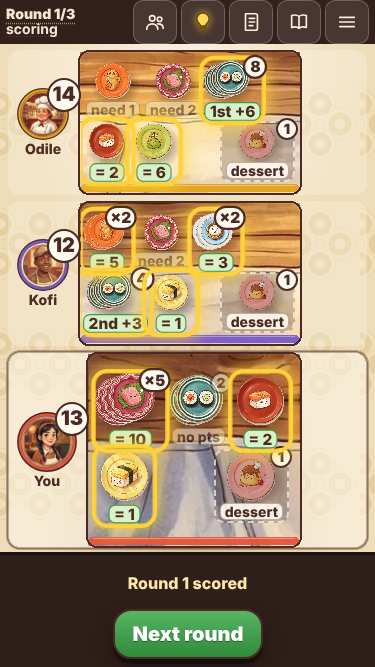 Round 1/3
scoring
14
Odile
8
need 1
need 2
1st +6
= 2
= 6
1
dessert
12
Kofi
×2
×2
= 5
need 2
= 3
2nd +3
= 1
1
dessert
13
You
×5
2
= 10
no pts
= 2
= 1
1
dessert
Round 1 scored
Next round